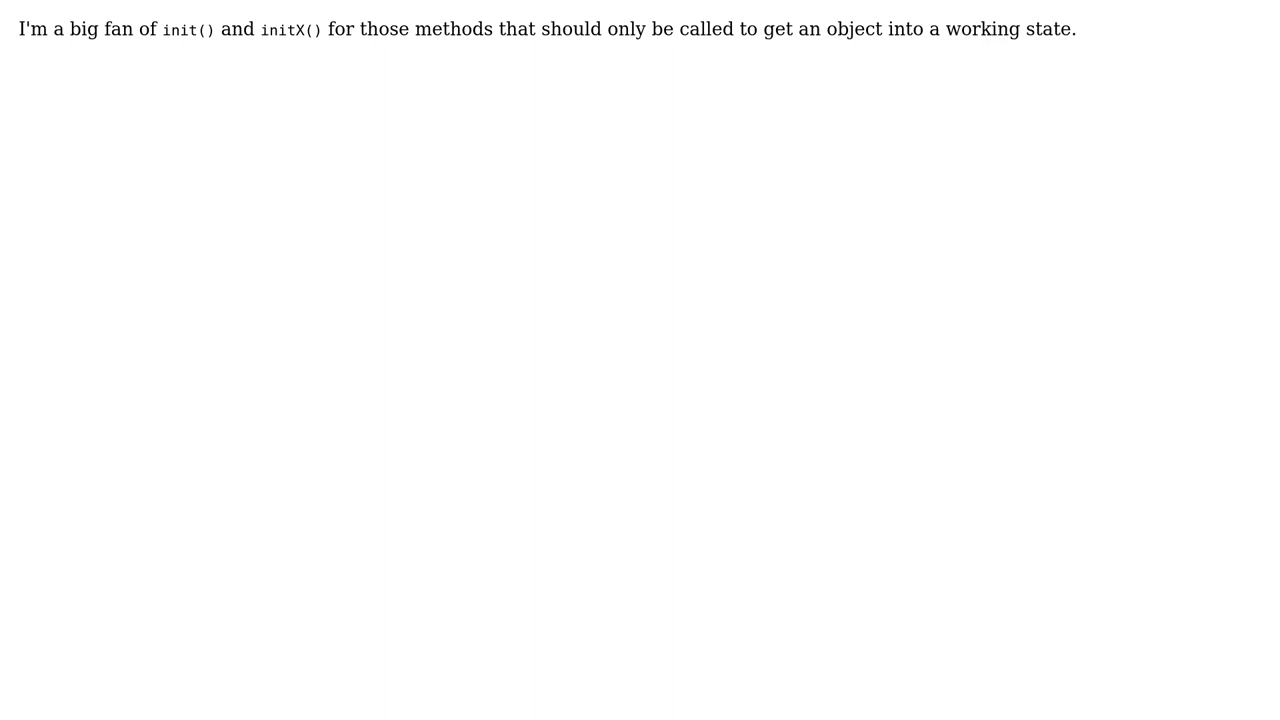 I'm a big fan of init() and initX() for those methods that should only be called to get an object into a working state.